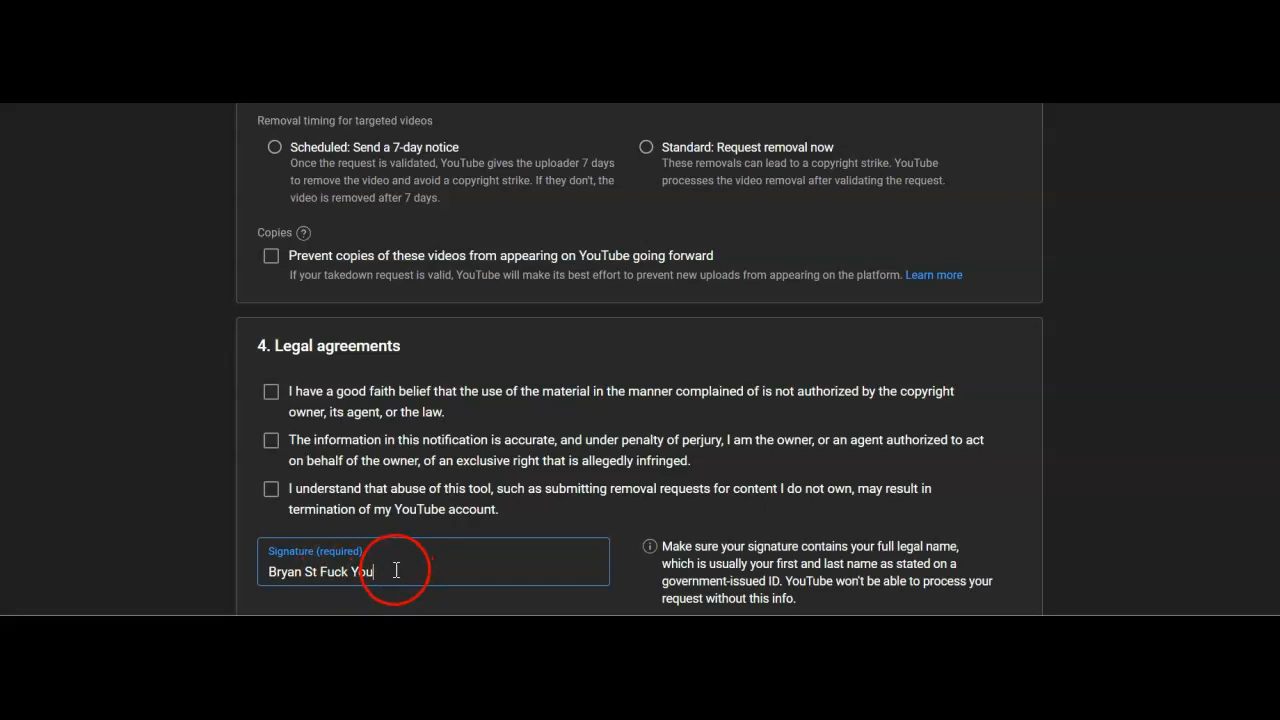 Removal timing for targeted videos
Scheduled: Send a 7-day notice
Once the request is validated, YouTube gives the uploader 7 days
to remove the video and avoid a copyright strike. If they don't, the
video is removed after 7 days.
Standard: Request removal now
These removals can lead to a copyright strike. YouTube
processes the video removal after validating the request.
Copies ?
Prevent copies of these videos from appearing on YouTube going forward
If your takedown request is valid, YouTube will make its best effort to prevent new uploads from appearing on the platform. Learn more
4. Legal agreements
I have a good faith belief that the use of the material in the manner complained of is not authorized by the copyright
owner, its agent, or the law.
The information in this notification is accurate, and under penalty of perjury, I am the owner, or an agent authorized to act
on behalf of the owner, of an exclusive right that is allegedly infringed.
I understand that abuse of this tool, such as submitting removal requests for content I do not own, may result in
termination of my YouTube account.
Signature (required)
Bryan St Fuck You
Make sure your signature contains your full legal name,
which is usually your first and last name as stated on a
government-issued ID. YouTube won't be able to process your
request without this info.